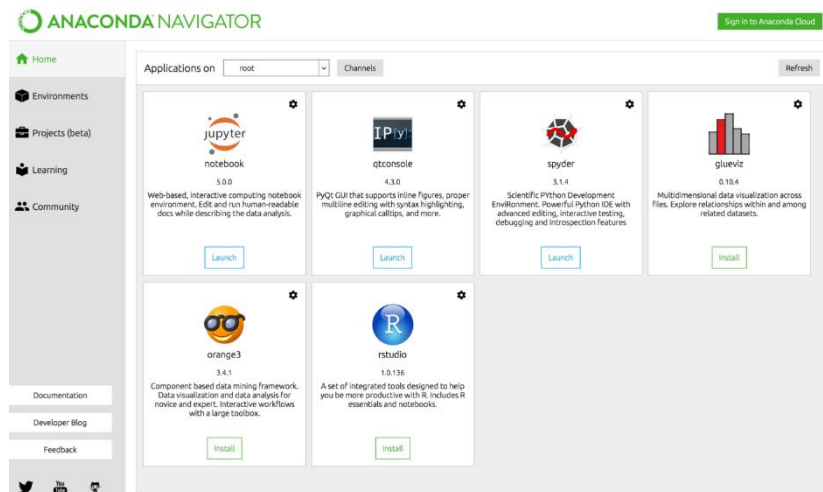 ANACONDA NAVIGATOR
Sign in to Anaconda Cloud
Home
Environments
Projects (beta)
Learning
Community
Documentation
Developer Blog
Feedback
You
Tube
Applications on root Channels Refresh
jupyter
notebook
5.0.0
Web-based, interactive computing notebook
environment. Edit and run human-readable
docs while describing the data analysis.
Launch
IP[y]:
qtconsole
4.3.0
PyQt GUI that supports inline figures, proper
multiline editing with syntax highlighting,
graphical calltips, and more.
Launch
spyder
3.1.4
Scientific PYthon Development
EnviRonment. Powerful Python IDE with
advanced editing, interactive testing,
debugging and introspection features
Launch
glueviz
0.10.4
Multidimensional data visualization across
files. Explore relationships within and among
related datasets.
Install
orange3
3.4.1
Component based data mining framework.
Data visualization and data analysis for
novice and expert. Interactive workflows
with a large toolbox.
Install
R
rstudio
1.0.136
A set of integrated tools designed to help
you be more productive with R. Includes R
essentials and notebooks.
Install